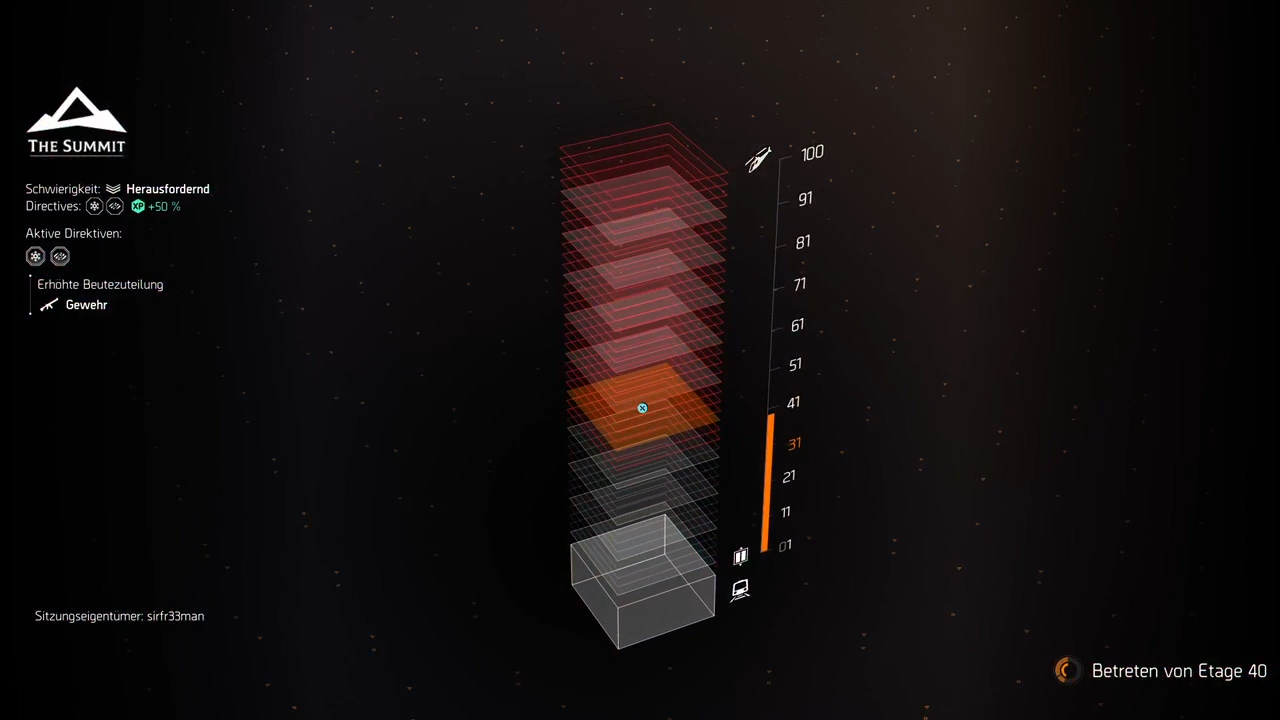 THE SUMMIT
Schwierigkeit: Herausfordernd
Directives: XP +50 %
Aktive Direktiven:
Erhöhte Beutezuteilung
Gewehr
100
91
81
71
61
51
41
31
21
11
01
Sitzungseigentümer: sirfr33man
Betreten von Etage 40